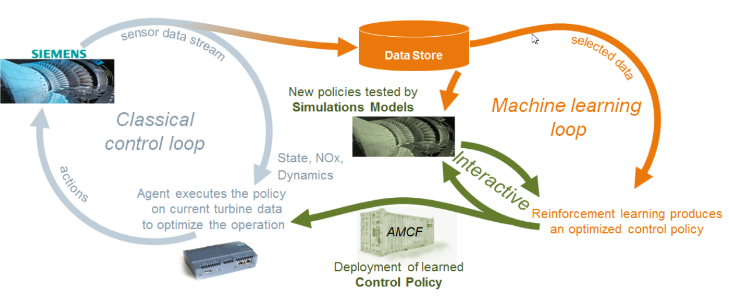 SIEMENS
sensor data stream
Data Store
selected data
New policies tested by
Simulations Models
Machine learning
loop
Classical
control loop
Interactive
State, NOx,
Dynamics
actions
Agent executes the policy
on current turbine data
to optimize the operation
AMCF
Reinforcement learning produces
an optimized control policy
Deployment of learned
Control Policy